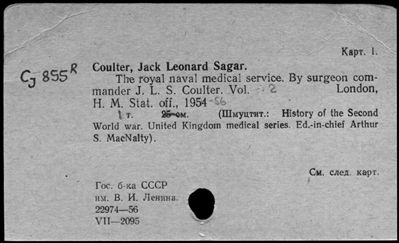 Карт. 1.
Cj 855R
Coulter, Jack Leonard Sagar.
The royal naval medical service. By surgeon com-
mander J. L. S. Coulter. Vol. 2 London,
H. M. Stat. off., 1954-56
1 т. 25 см. (Шмуцтит.: History of the Second
World war. United Kingdom medical series. Ed.-in-chief Arthur
S. MacNalty).
См. след. карт.
Гос. б-ка СССР
им. В. И. Ленина.
22974—56
VII—2095